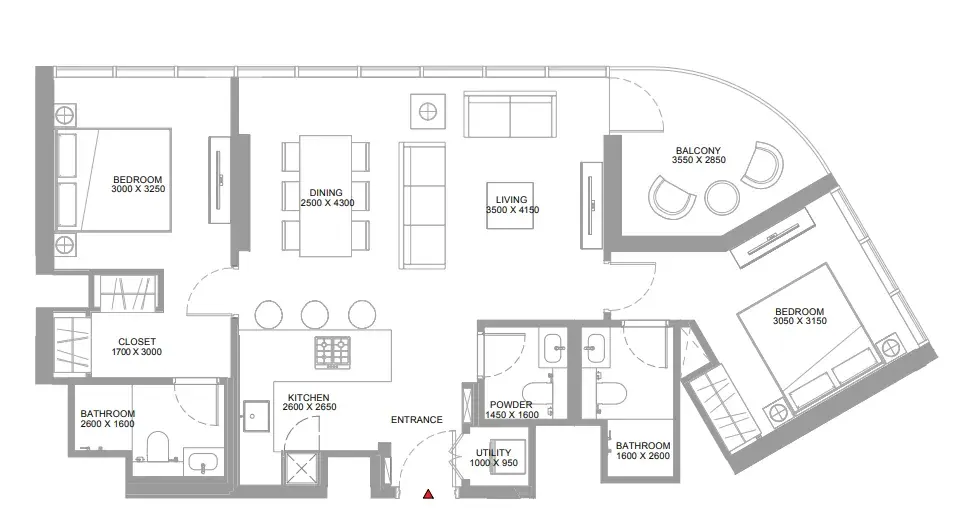 BALCONY
3550 X 2850
BEDROOM
3000 X 3250
DINING
2500 X 4300
LIVING
3500 X 4150
BEDROOM
3050 X 3150
CLOSET
1700 X 3000
KITCHEN
2600 X 2650
POWDER
1450 X 1600
BATHROOM
2600 X 1600
ENTRANCE
UTILITY
1000 X 950
BATHROOM
1600 X 2600